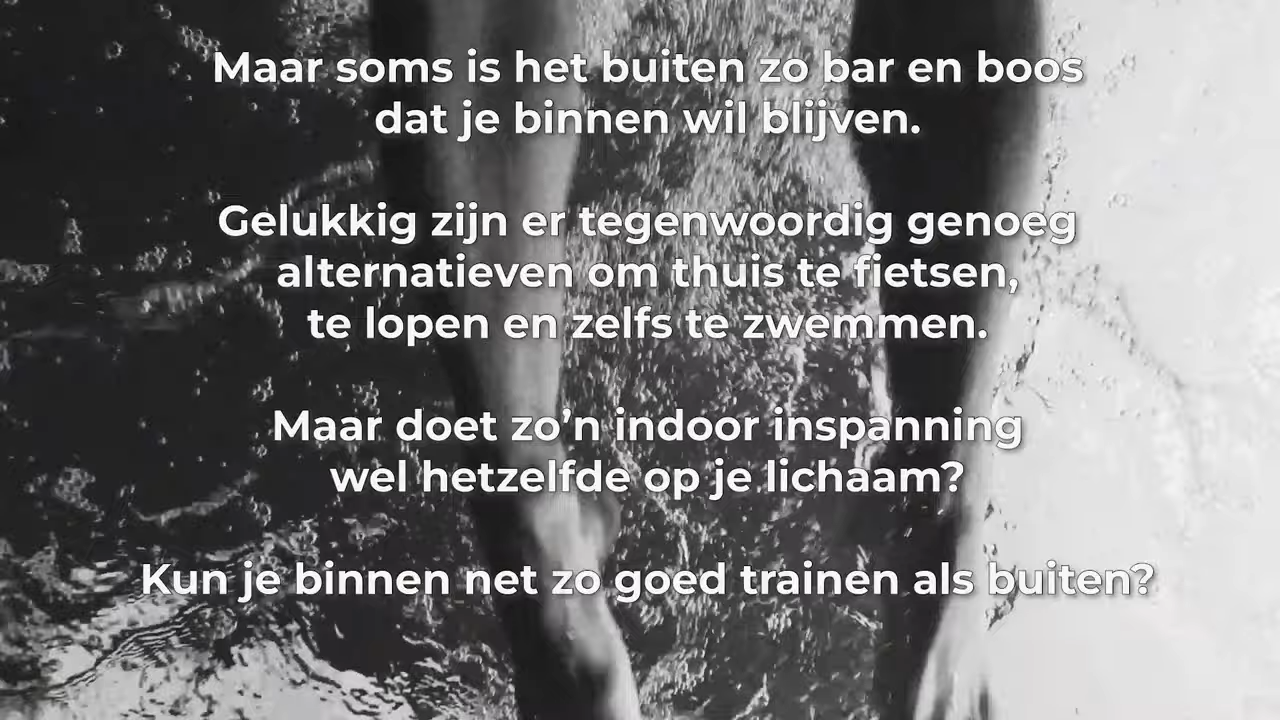 Maar soms is het buiten zo bar en boos
dat je binnen wil blijven.
Gelukkig zijn er tegenwoordig genoeg
alternatieven om thuis te fietsen,
te lopen en zelfs te zwemmen.
Maar doet zo’n indoor inspanning
wel hetzelfde op je lichaam?
Kun je binnen net zo goed trainen als buiten?